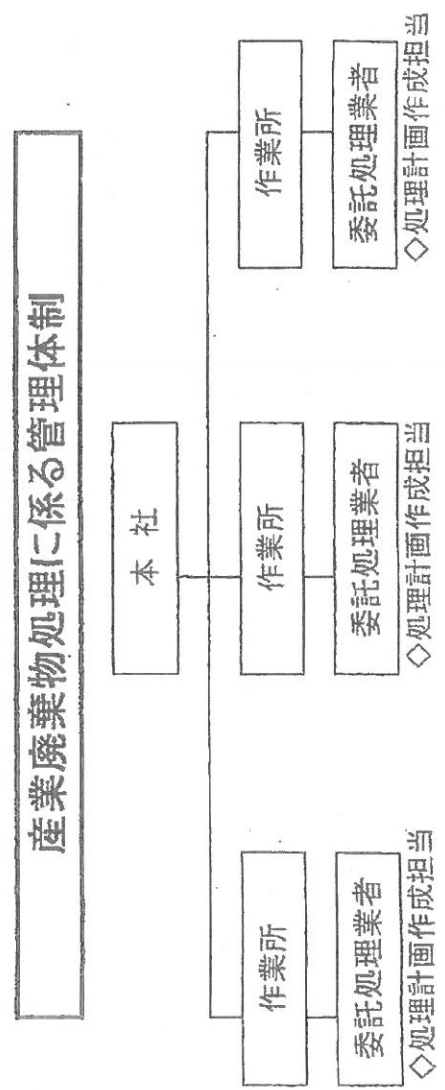 産業廃棄物処理に係る管理体制
本社
作業所
作業所
作業所
委託処理業者
委託処理業者
委託処理業者
◇処理計画作成担当
◇処理計画作成担当
◇処理計画作成担当